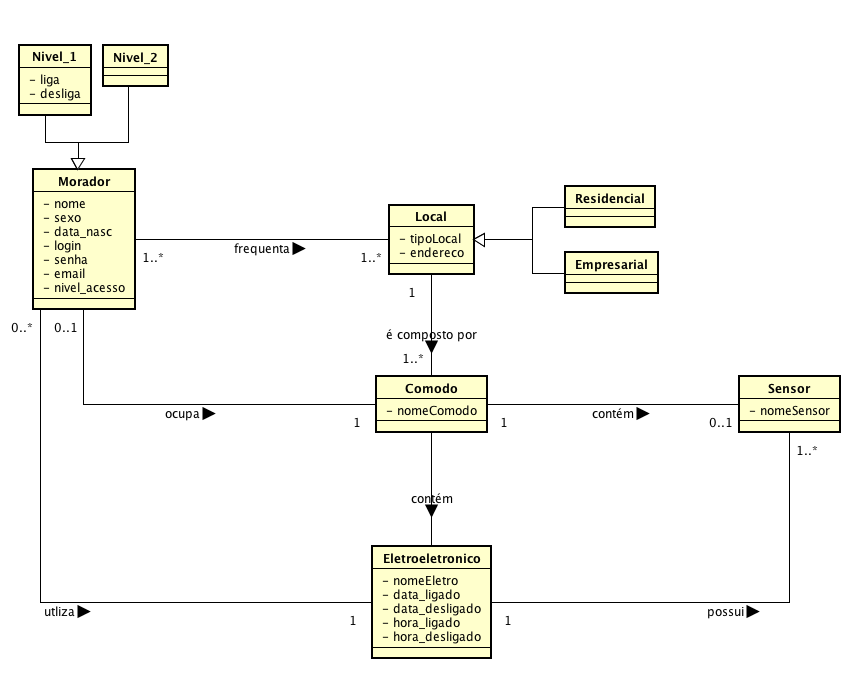 Nivel_1
- liga
- desliga
Nivel_2
Morador
- nome
- sexo
- data_nasc
- login
- senha
- email
- nivel_acesso
1..*
frequenta
1..*
Local
- tipoLocal
- endereco
Residencial
Empresarial
1
é composto por
1..*
0..*
0..1
ocupa
1
Comodo
- nomeComodo
1
contém
0..1
Sensor
- nomeSensor
1..*
contém
Eletroeletronico
- nomeEletro
- data_ligado
- data_desligado
- hora_ligado
- hora_desligado
utliza
1
1
possui